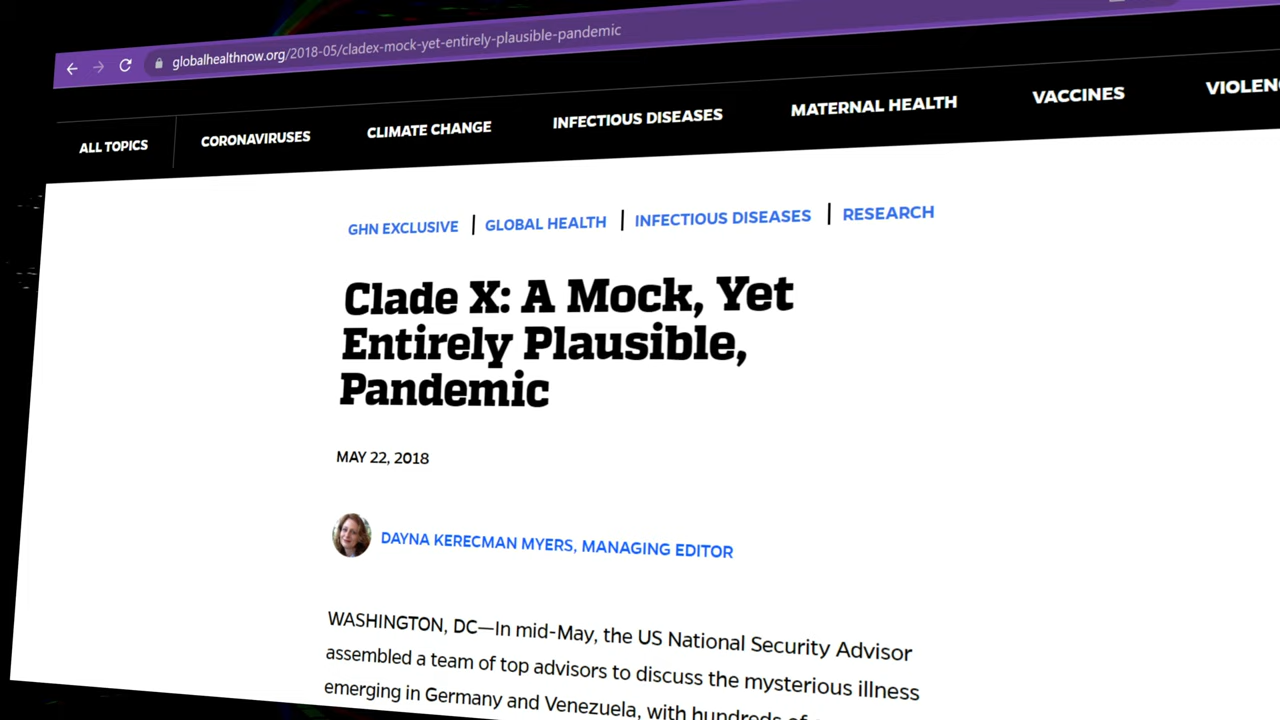 globalhealthnow.org/2018-05/cladex-mock-yet-entirely-plausible-pandemic
ALL TOPICS
CORONAVIRUSES
CLIMATE CHANGE
INFECTIOUS DISEASES
MATERNAL HEALTH
VACCINES
GHN EXCLUSIVE | GLOBAL HEALTH | INFECTIOUS DISEASES | RESEARCH
Clade X: A Mock, Yet
Entirely Plausible,
Pandemic
MAY 22, 2018
DAYNA KERECMAN MYERS, MANAGING EDITOR
WASHINGTON, DC—In mid-May, the US National Security Advisor
assembled a team of top advisors to discuss the mysterious illness
emerging in Germany and Venezuela, with hundreds of